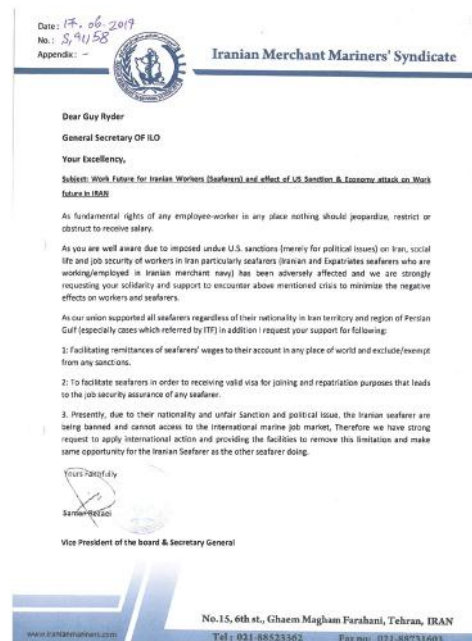 Date: 17.06.2019
No.: S,91/58
Appendix: -
Iranian Merchant Mariners' Syndicate
Dear Guy Ryder
General Secretary OF ILO
Your Excellency,
Subject: Work Future for Iranian Workers (Seafarers) and effect of US Sanction & Economy attack on Work
future in IRAN
As fundamental rights of any employee-worker in any place nothing should jeopardize, restrict or
obstruct to receive salary.
As you are well aware due to imposed undue U.S. sanctions (merely for political issues) on Iran, social
life and job security of workers in Iran particularly seafarers (Iranian and Expatriates seafarers who are
working/employed in Iranian merchant navy) has been adversely affected and we are strongly
requesting your solidarity and support to encounter above mentioned crisis to minimize the negative
effects on workers and seafarers.
As our union supported all seafarers regardless of their nationality in Iran territory and region of Persian
Gulf (especially cases which referred by ITF) in addition I request your support for following:
1: Facilitating remittances of seafarers' wages to their account in any place of world and exclude/exempt
from any sanctions.
2: To facilitate seafarers in order to receiving valid visa for joining and repatriation purposes that leads
to the job security assurance of any seafarer.
3. Presently, due to their nationality and unfair Sanction and political issue, the Iranian seafarer are
being banned and cannot access to the International marine job market, Therefore we have strong
request to apply international action and providing the facilities to remove this limitation and make
same opportunity for the Iranian Seafarer as the other seafarer doing.
Yours Faithfully
Saman Rezaei
Vice President of the board & Secretary General
No.15, 6th st., Ghaem Magham Farahani, Tehran, IRAN
www.iranianmariners.com
Tel : 021-88523362 Fax no: 021-88731603